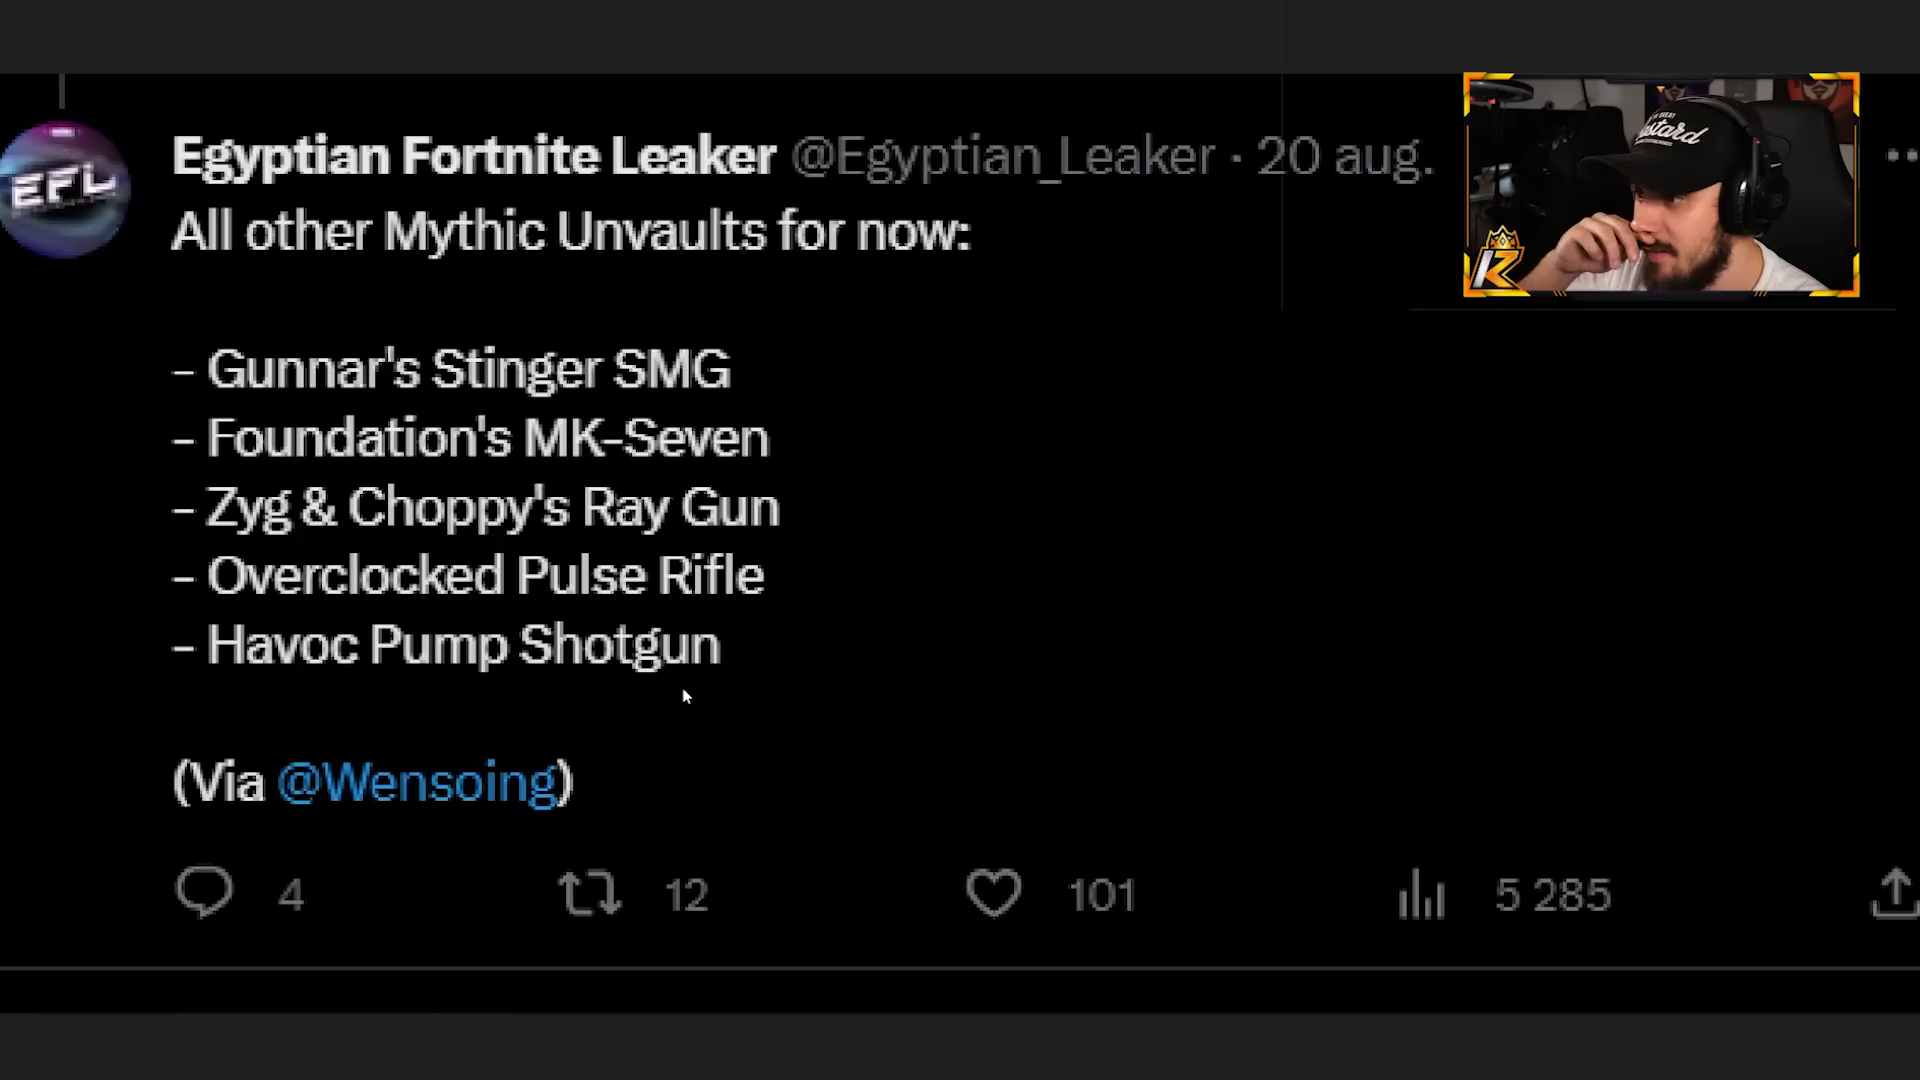 Egyptian Fortnite Leaker @Egyptian_Leaker · 20 aug.
EFL
All other Mythic Unvaults for now:
- Gunnar's Stinger SMG
- Foundation's MK-Seven
- Zyg & Choppy's Ray Gun
- Overclocked Pulse Rifle
- Havoc Pump Shotgun
(Via @Wensoing)
4 12 101 5 285